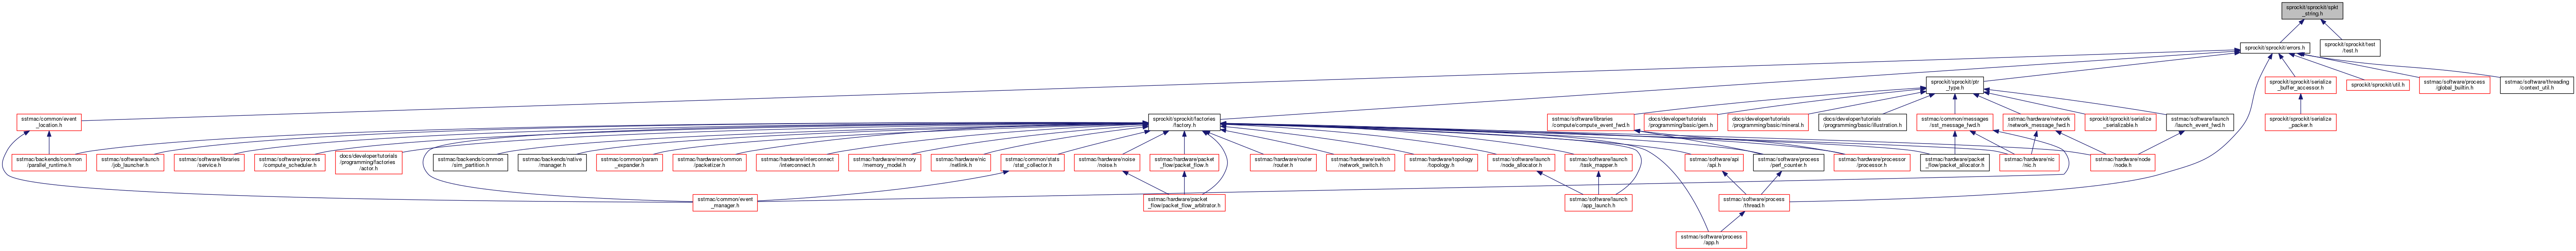 sprockit/sprockit/spkt
_string.h
sprockit/sprockit/errors.h
sprockit/sprockit/test
/test.h
sprockit/sprockit/ptr
_type.h
sprockit/sprockit/serialize
_buffer_accessor.h
sprockit/sprockit/util.h
sstmac/software/process
/global_builtin.h
sstmac/software/threading
/context_util.h
sstmac/common/event
_location.h
sprockit/sprockit/factories
/factory.h
sstmac/software/libraries
/compute/compute_event_fwd.h
docs/developer/tutorials
/programming/basic/gem.h
docs/developer/tutorials
/programming/basic/mineral.h
docs/developer/tutorials
/programming/basic/illustration.h
sstmac/common/messages
/sst_message_fwd.h
sstmac/hardware/network
/network_message_fwd.h
sprockit/sprockit/serialize
_serializable.h
sstmac/software/launch
/launch_event_fwd.h
sprockit/sprockit/serialize
_packer.h
sstmac/backends/common
/parallel_runtime.h
sstmac/software/launch
/job_launcher.h
sstmac/software/libraries
/service.h
sstmac/software/process
/compute_scheduler.h
docs/developer/tutorials
/programming/factories
/actor.h
sstmac/backends/common
/sim_partition.h
sstmac/backends/native
/manager.h
sstmac/common/param
_expander.h
sstmac/hardware/common
/packetizer.h
sstmac/hardware/interconnect
/interconnect.h
sstmac/hardware/memory
/memory_model.h
sstmac/hardware/nic
/netlink.h
sstmac/common/stats
/stat_collector.h
sstmac/hardware/noise
/noise.h
sstmac/hardware/packet
_flow/packet_flow.h
sstmac/hardware/router
/router.h
sstmac/hardware/switch
/network_switch.h
sstmac/hardware/topology
/topology.h
sstmac/software/launch
/node_allocator.h
sstmac/software/launch
/task_mapper.h
sstmac/software/api
/api.h
sstmac/software/process
/perf_counter.h
sstmac/hardware/processor
/processor.h
sstmac/hardware/packet
_flow/packet_allocator.h
sstmac/hardware/nic
/nic.h
sstmac/hardware/node
/node.h
sstmac/common/event
_manager.h
sstmac/hardware/packet
_flow/packet_flow_arbitrator.h
sstmac/software/launch
/app_launch.h
sstmac/software/process
/thread.h
sstmac/software/process
/app.h